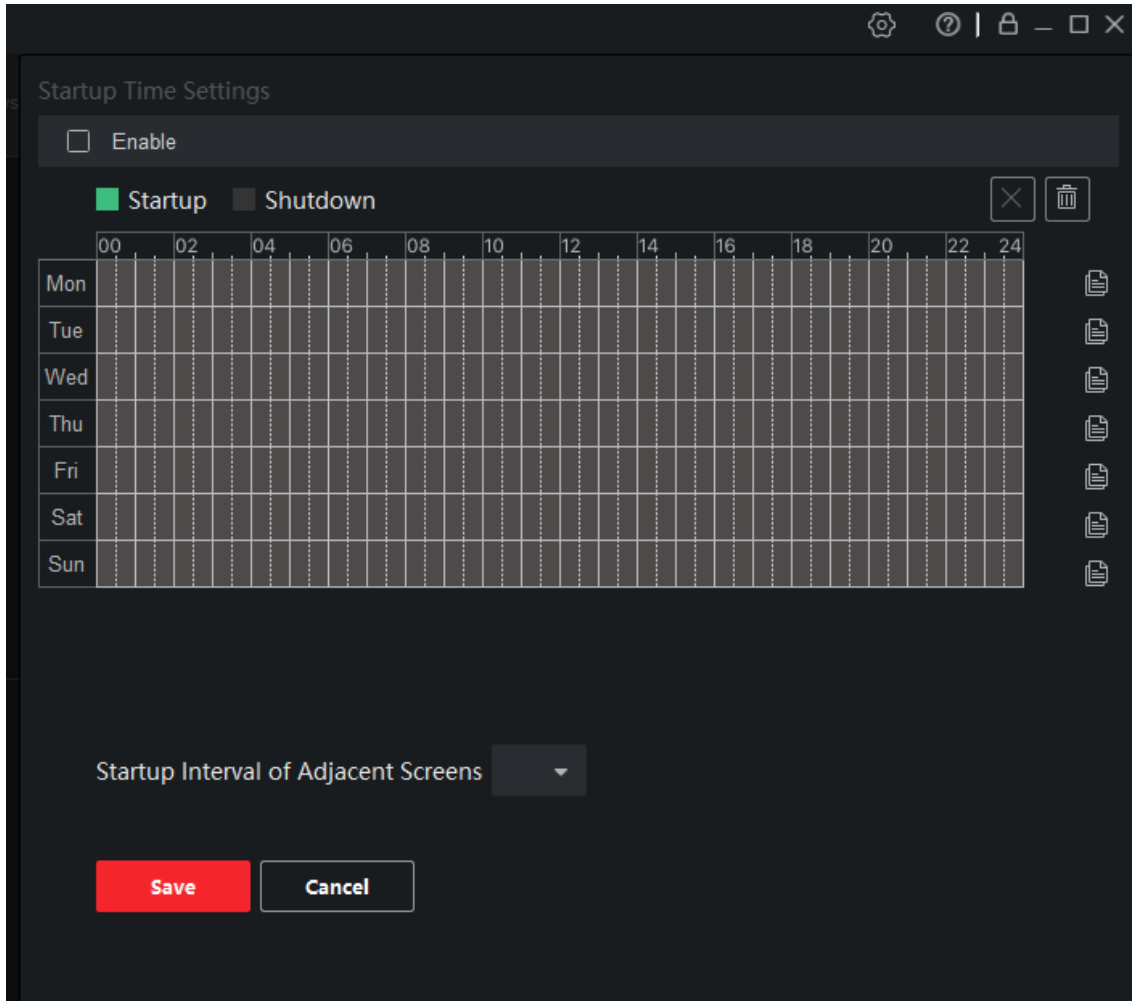 Startup Time Settings
Enable
Startup Shutdown
00 02 04 06 08 10 12 14 16 18 20 22 24
Mon
Tue
Wed
Thu
Fri
Sat
Sun
Startup Interval of Adjacent Screens
Save Cancel